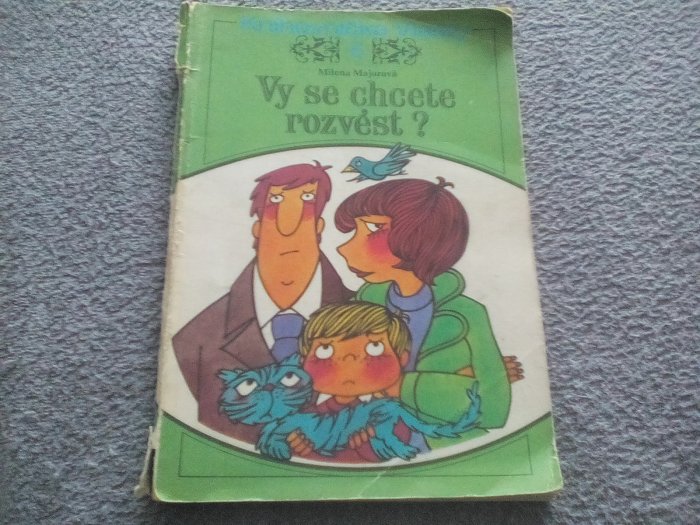 Milena Majorová
Vy se chcete
rozvést ?